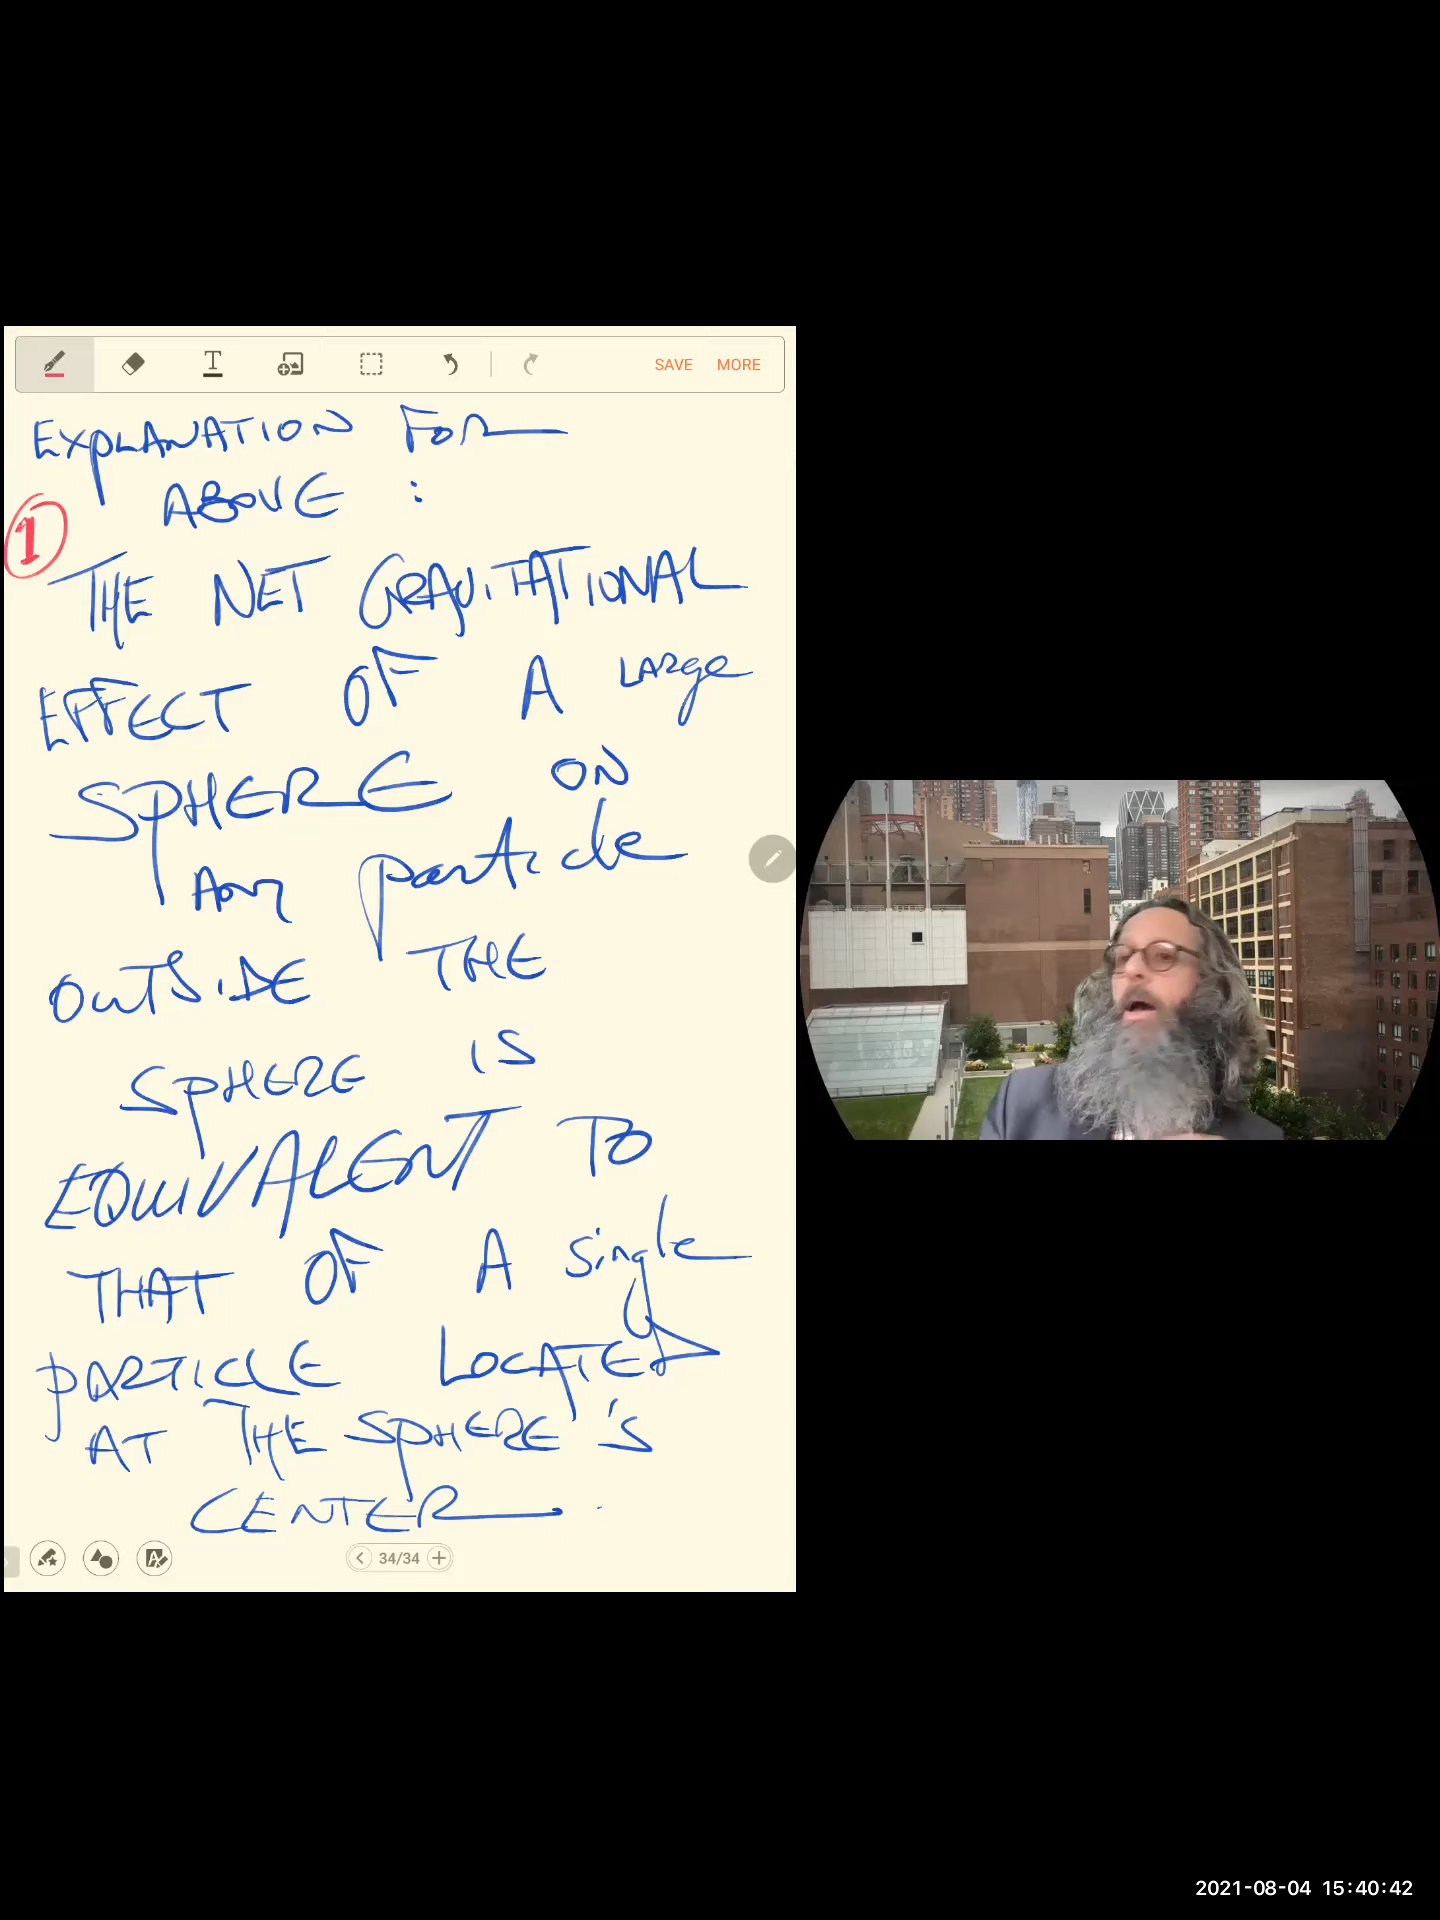 T
SAVE MORE
EXPLANATION FOR
ABOVE :
1
THE NET GRAVITATIONAL
EFFECT OF A LARge
SPHERE ON
Any particle
OUTSIDE THE
SPHERE IS
EQUIVALENT TO
THAT OF A single
PARTICLE LOCATED
AT THE SPHERE'S
CENTER.
A
34/34
2021-08-04 15:40:42